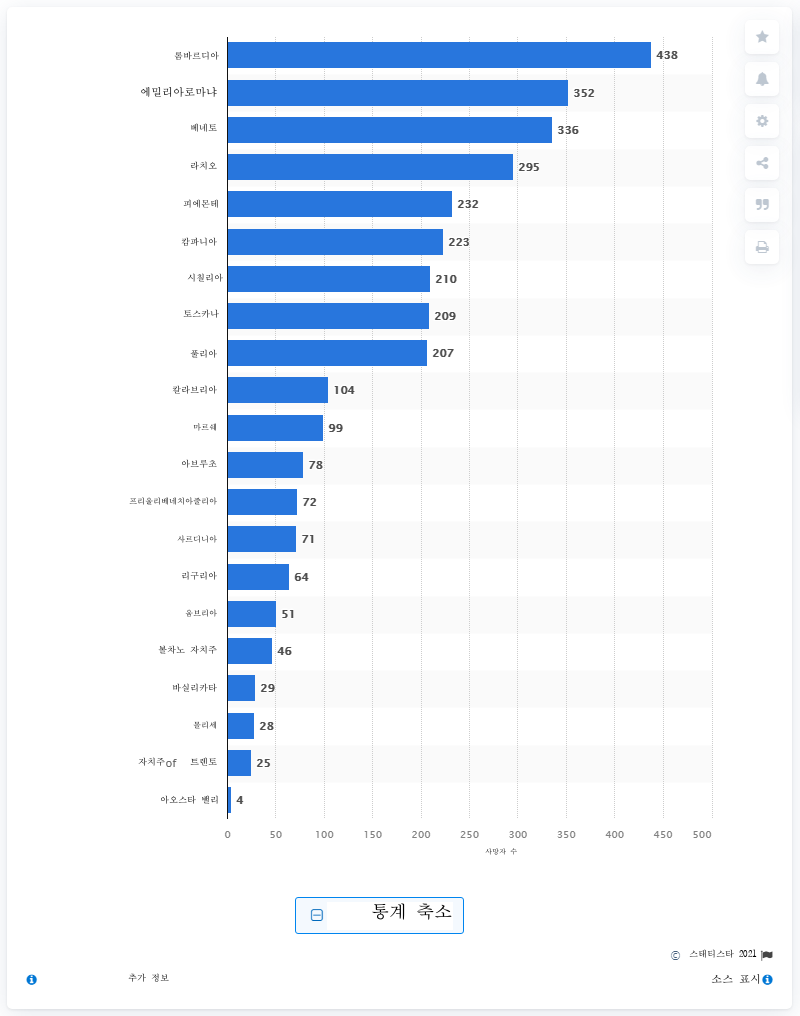 롬바르디아 438
에밀리아로마냐 352
베네토 336
라치오 295
피에몬테 232
캄파니아 223
시칠리아 210
토스카나 209
풀리아 207
칼라브리아 104
마르쉐 99
아브루초 78
프리울리베네치아줄리아 72
사르디니아 71
리구리아 64
움브리아 51
볼차노 자치주 46
바실리카타 29
몰리세 28
자치주of 트렌토 25
아오스타 밸리 4
0 50 100 150 200 250 300 350 400 450 500
사망자 수
통계 축소
© 스태티스타 2021
추가 정보
소스 표시